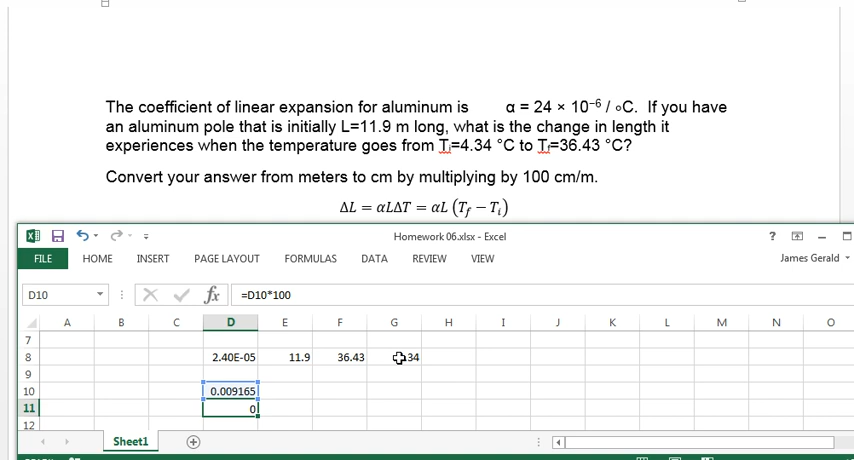 The coefficient of linear expansion for aluminum is α = 24 × 10−6 / ∘C. If you have
an aluminum pole that is initially L=11.9 m long, what is the change in length it
experiences when the temperature goes from Ti=4.34 °C to Tf=36.43 °C?
Convert your answer from meters to cm by multiplying by 100 cm/m.
ΔL = αLΔT = αL (Tf − Ti)
Homework 06.xlsx - Excel
?
FILE HOME INSERT PAGE LAYOUT FORMULAS DATA REVIEW VIEW James Gerald
D10 fx =D10*100
A B C D E F G H I J K L M N O
7
8 2.40E-05 11.9 36.43 34
9
10 0.009165
11 0
12
Sheet1